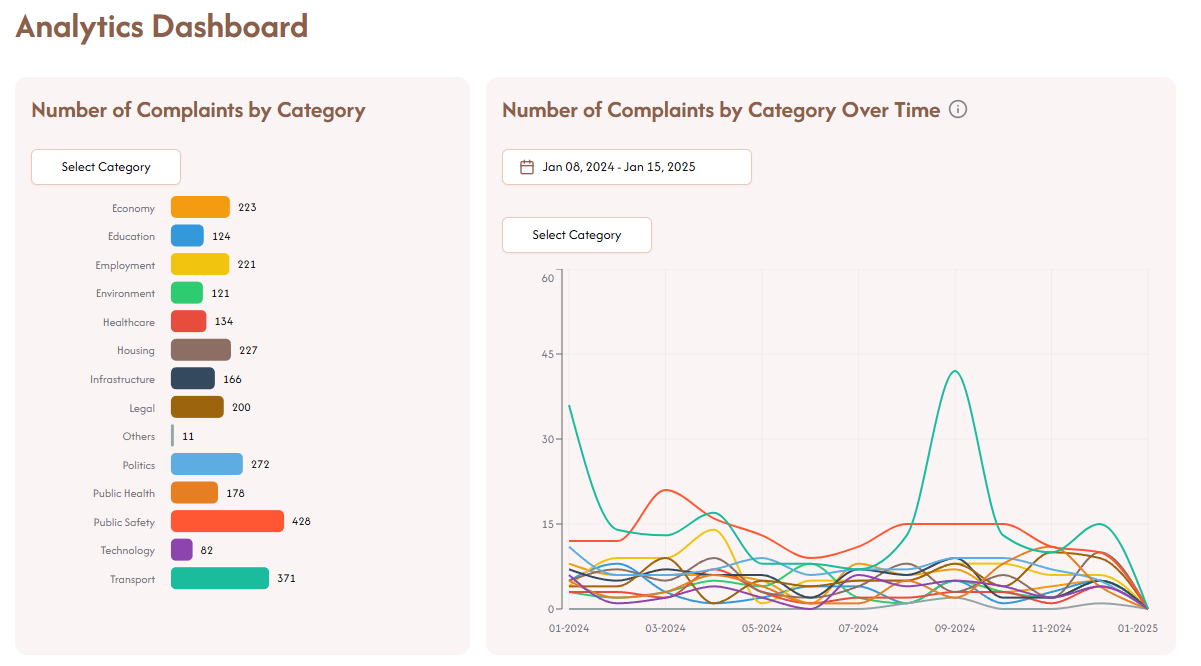 Analytics Dashboard
Number of Complaints by Category
Select Category
Economy 223
Education 124
Employment 221
Environment 121
Healthcare 134
Housing 227
Infrastructure 166
Legal 200
Others 11
Politics 272
Public Health 178
Public Safety 428
Technology 82
Transport 371
Number of Complaints by Category Over Time
Jan 08, 2024 - Jan 15, 2025
Select Category
60
45
30
15
0
01-2024 03-2024 05-2024 07-2024 09-2024 11-2024 01-2025